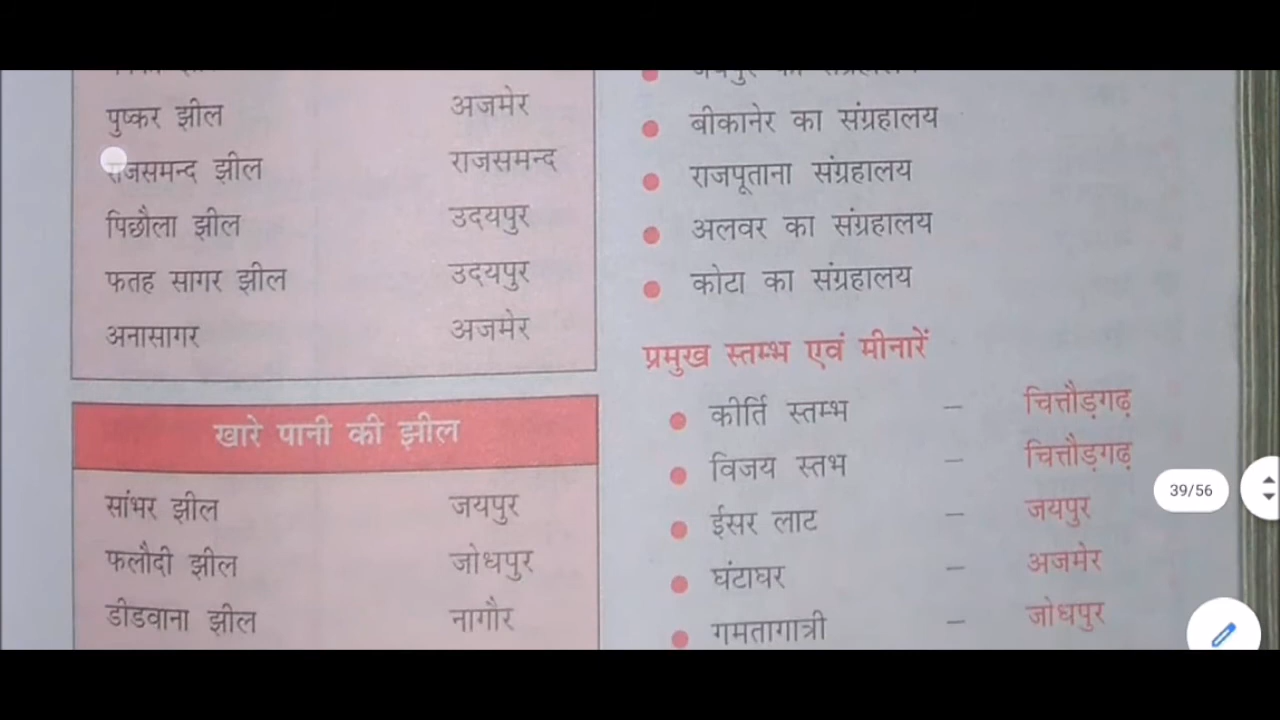 पुष्कर झील अजमेर
राजसमन्द झील राजसमन्द
पिछौला झील उदयपुर
फतह सागर झील उदयपुर
अनासागर अजमेर
खारे पानी की झील
सांभर झील जयपुर
फलौदी झील जोधपुर
डीडवाना झील नागौर
बीकानेर का संग्रहालय
राजपूताना संग्रहालय
अलवर का संग्रहालय
कोटा का संग्रहालय
प्रमुख स्तम्भ एवं मीनारें
कीर्ति स्तम्भ – चित्तौड़गढ़
विजय स्तभ – चित्तौड़गढ़
ईसर लाट – जयपुर
घंटाघर – अजमेर
गमतागात्री – जोधपुर
39/56